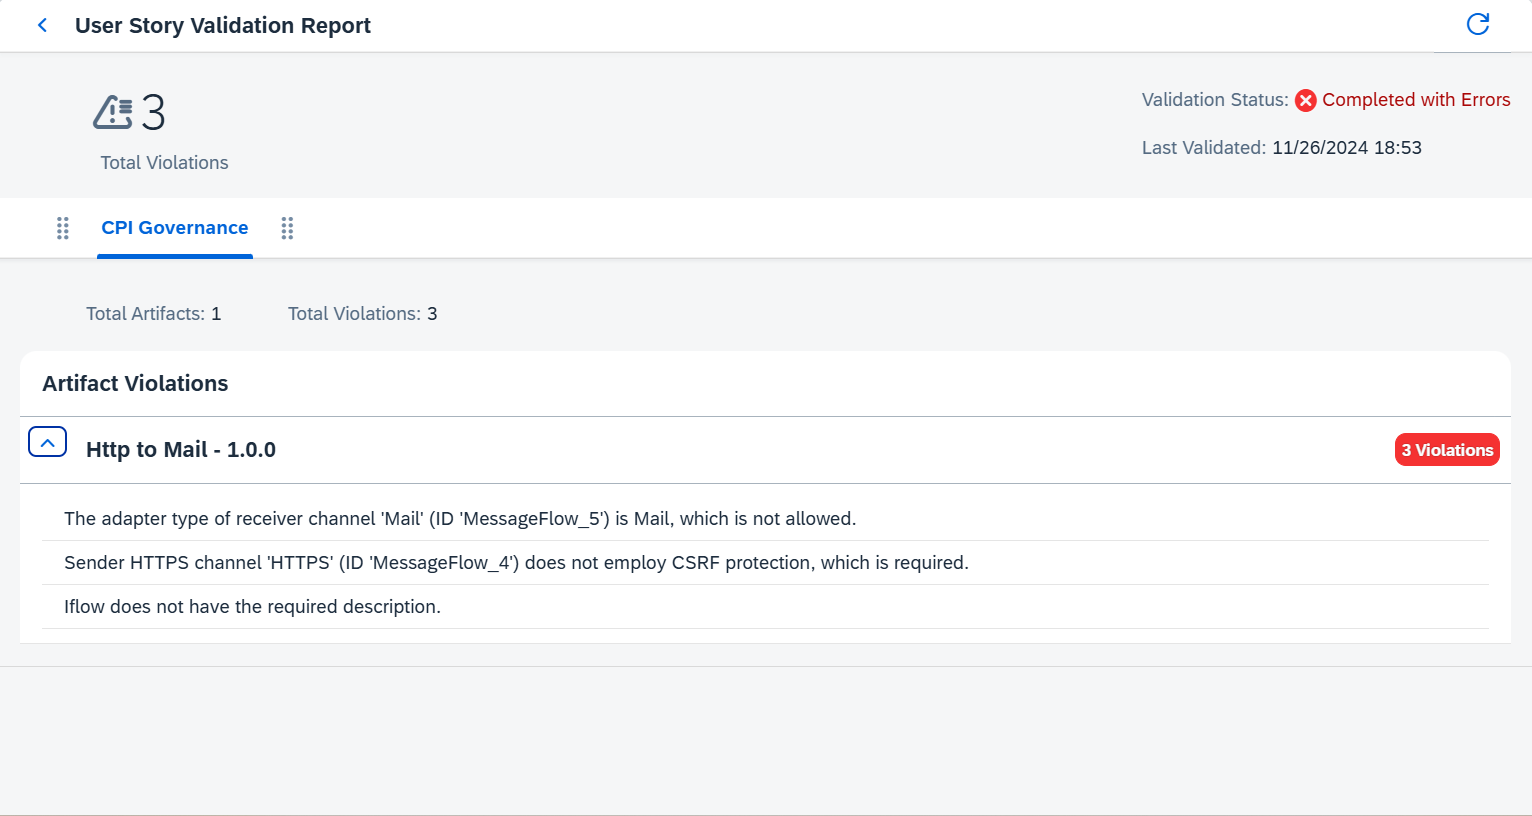 User Story Validation Report
3
Total Violations
Validation Status: Completed with Errors
Last Validated: 11/26/2024 18:53
CPI Governance
Total Artifacts: 1 Total Violations: 3
Artifact Violations
Http to Mail - 1.0.0 3 Violations
The adapter type of receiver channel 'Mail' (ID 'MessageFlow_5') is Mail, which is not allowed.
Sender HTTPS channel 'HTTPS' (ID 'MessageFlow_4') does not employ CSRF protection, which is required.
Iflow does not have the required description.